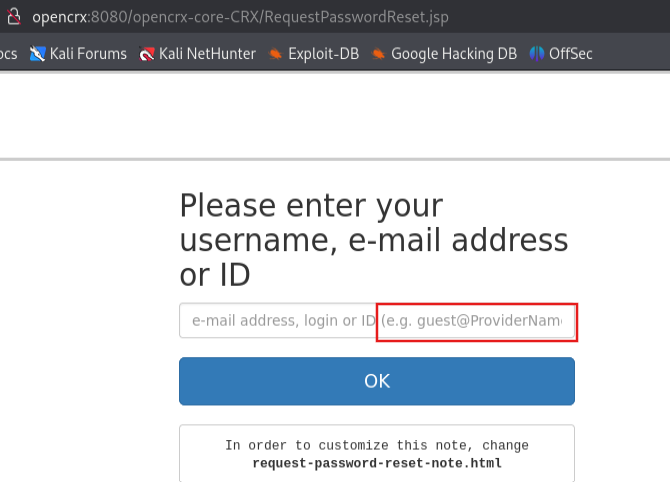 opencrx:8080/opencrx-core-CRX/RequestPasswordReset.jsp
Kali Forums Kali NetHunter Exploit-DB Google Hacking DB OffSec
Please enter your
username, e-mail address
or ID
e-mail address, login or ID (e.g. guest@ProviderNam
OK
In order to customize this note, change
request-password-reset-note.html